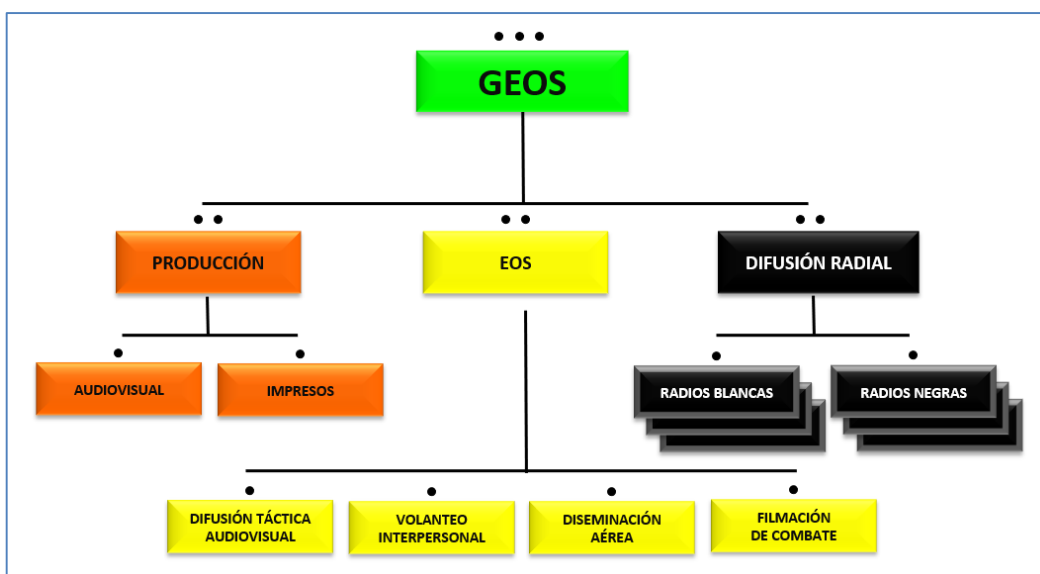 GEOS
PRODUCCIÓN
EOS
DIFUSIÓN RADIAL
AUDIOVISUAL
IMPRESOS
RADIOS BLANCAS
RADIOS NEGRAS
DIFUSIÓN TÁCTICA
AUDIOVISUAL
VOLANTEO
INTERPERSONAL
DISEMINACIÓN
AÉREA
FILMACIÓN
DE COMBATE